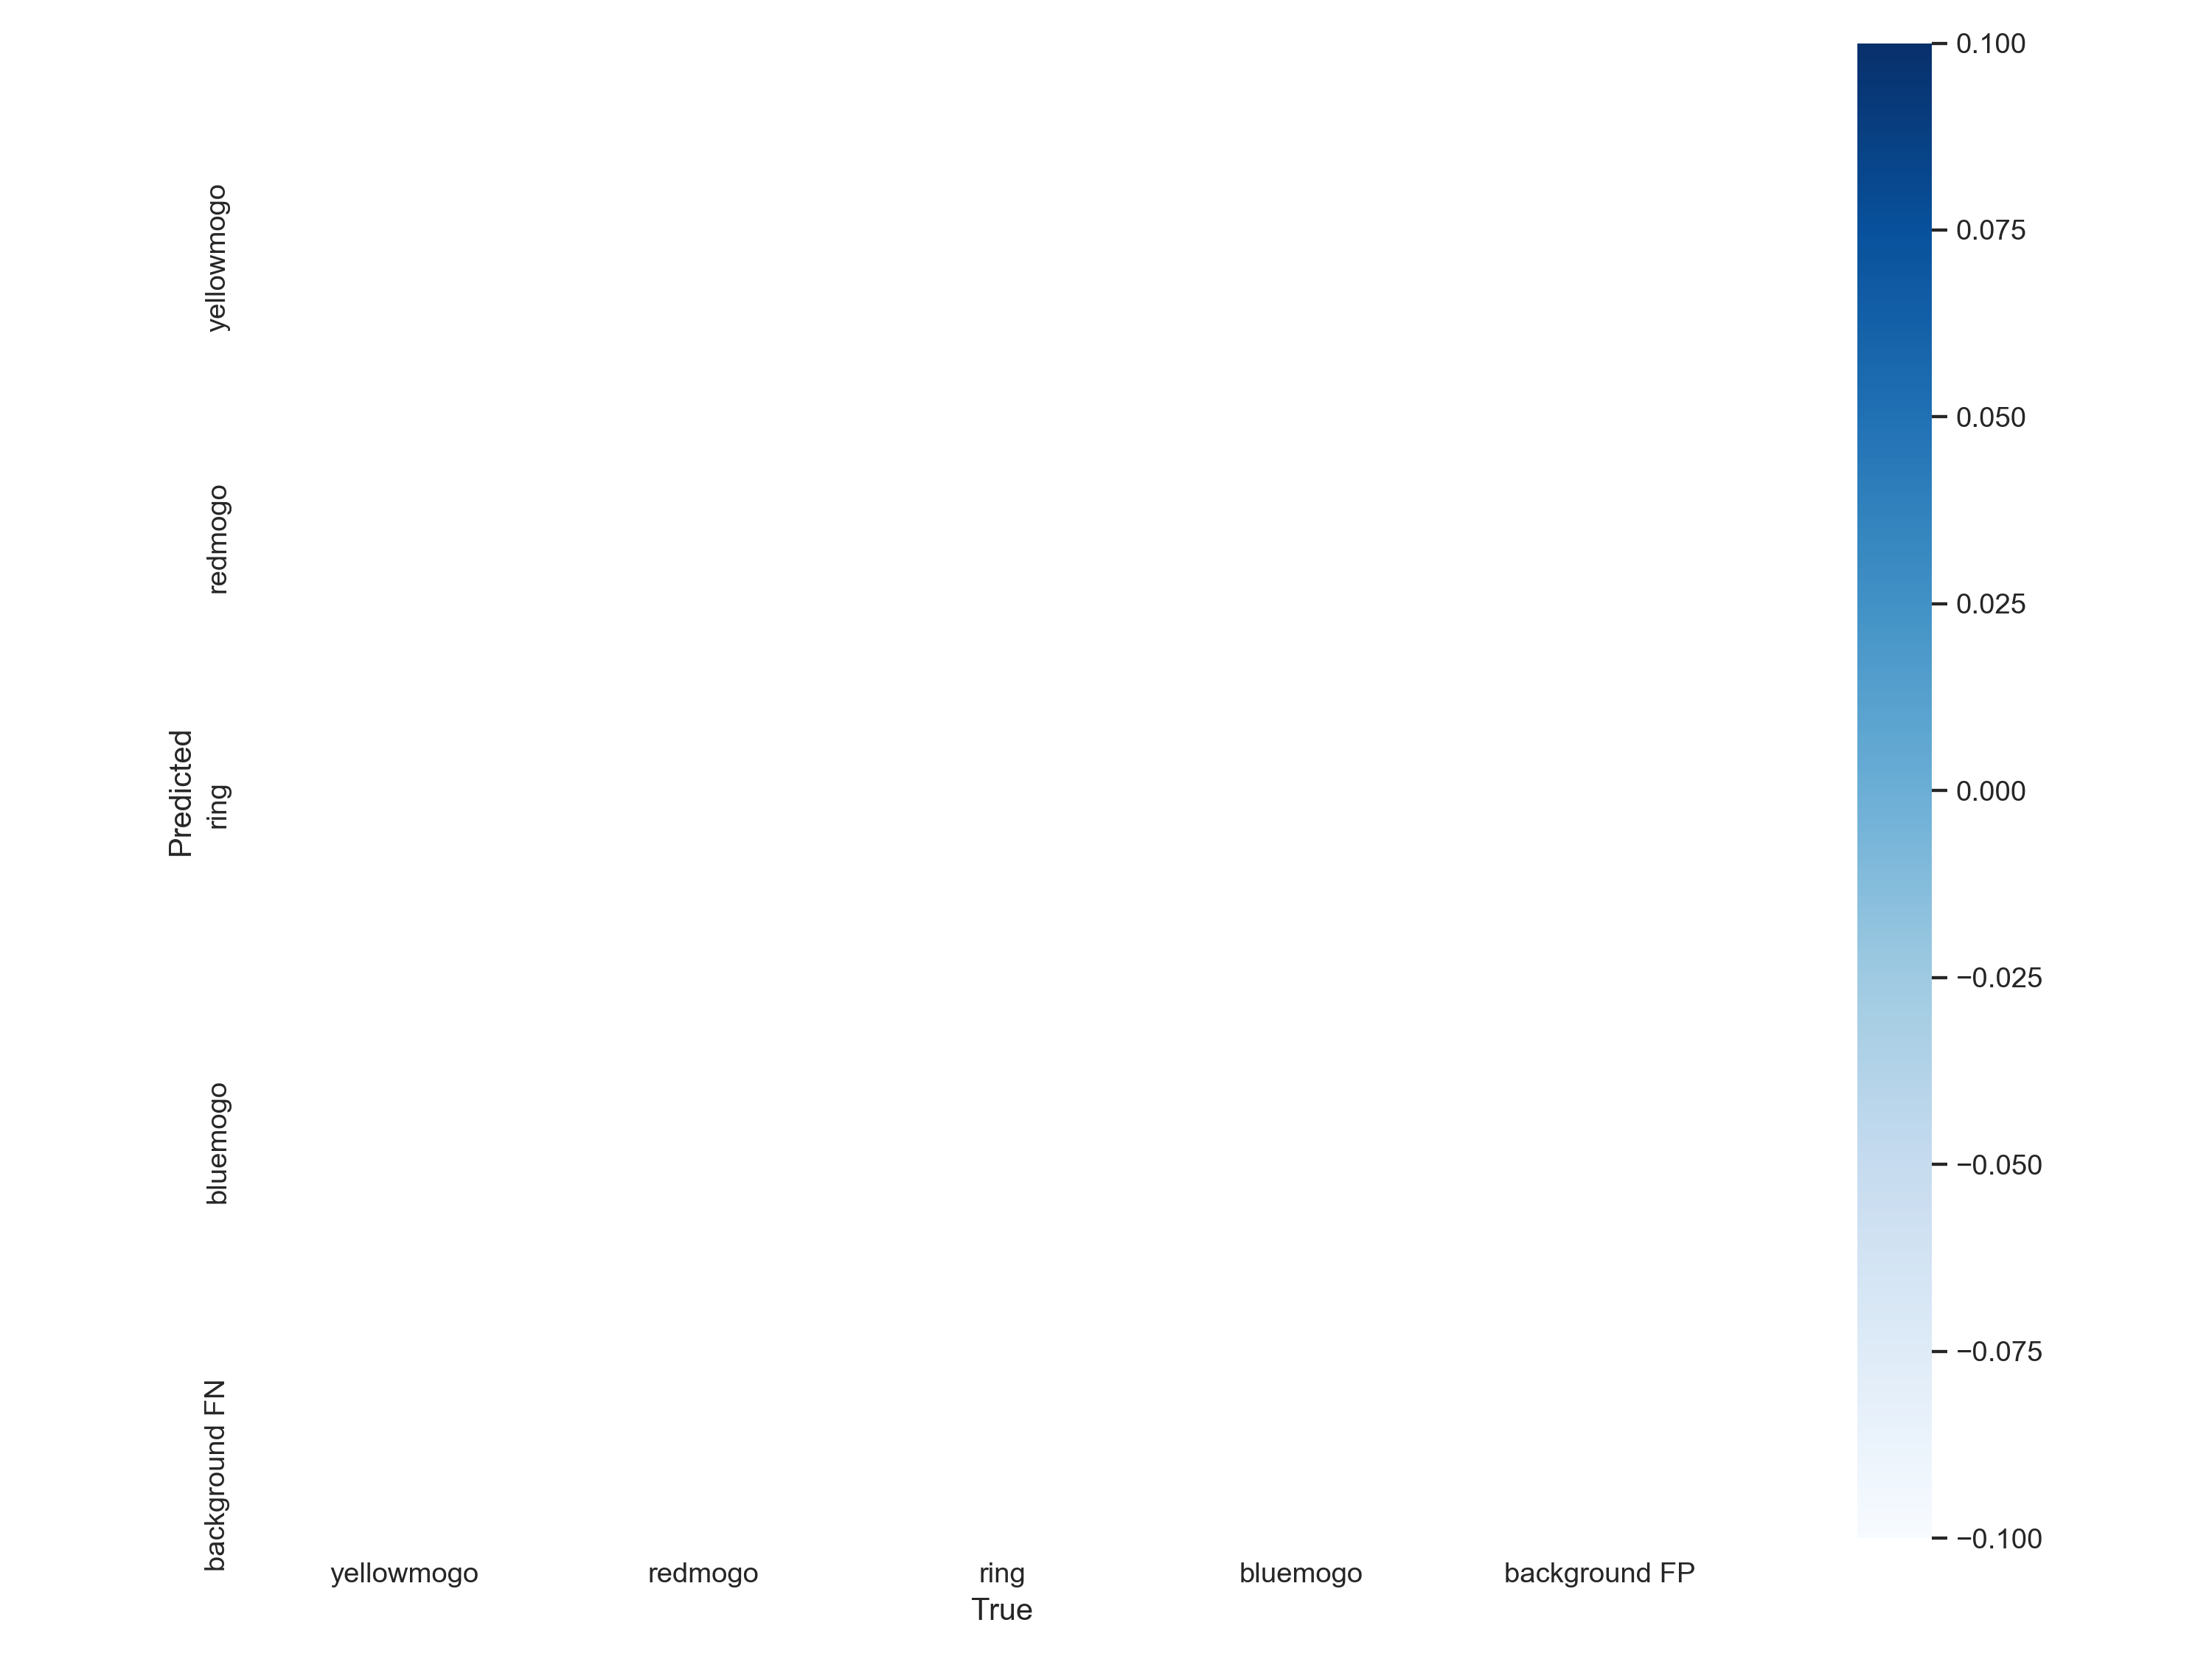 Predicted
yellowmogo
redmogo
ring
bluemogo
background FN
yellowmogo redmogo ring bluemogo background FP
True
0.100
0.075
0.050
0.025
0.000
−0.025
−0.050
−0.075
−0.100